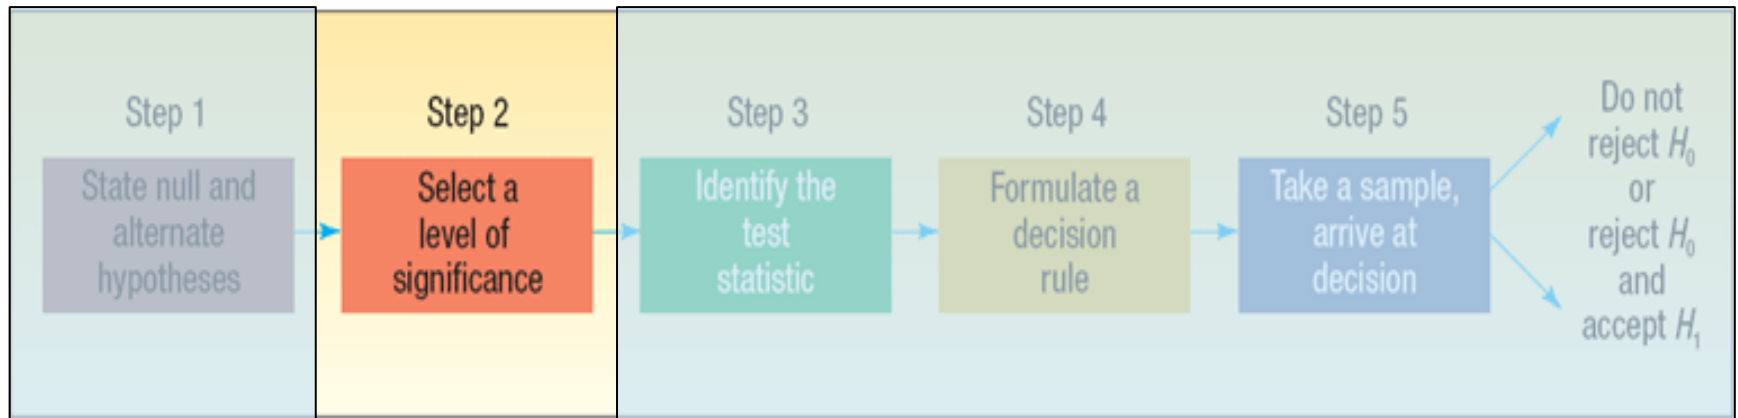 Step 1
State null and
alternate
hypotheses
Step 2
Select a
level of
significance
Step 3
Identify the
test
statistic
Step 4
Formulate a
decision
rule
Step 5
Take a sample,
arrive at
decision
Do not
reject H₀
or
reject H₀
and
accept H₁